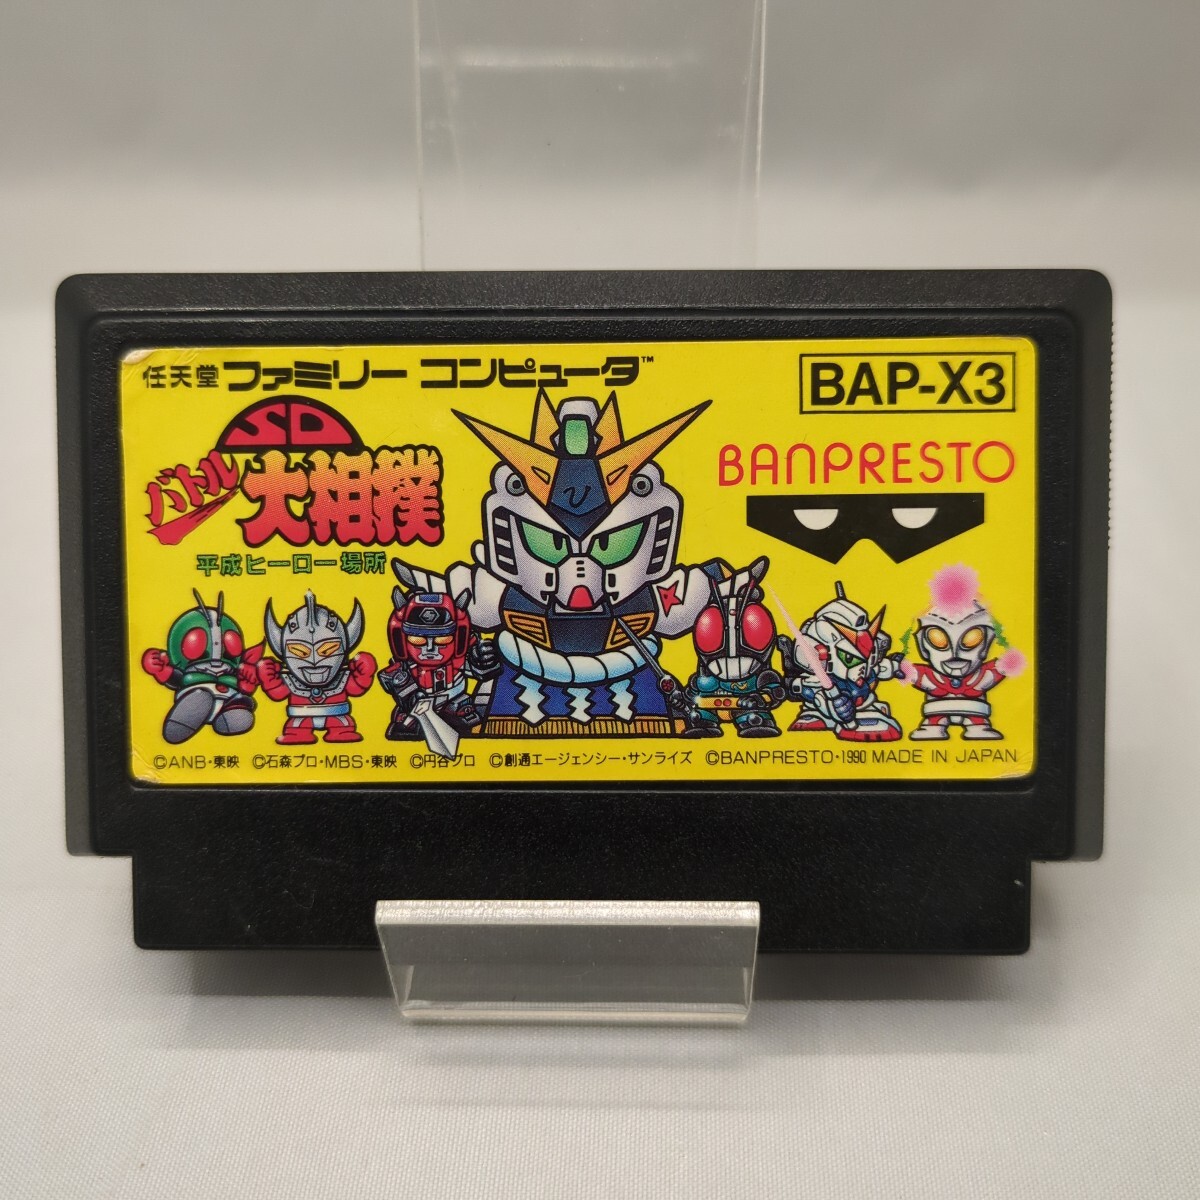 任天堂 ファミリー コンピュータ™
BAP-X3
SD
バトル大相撲
平成ヒーロー場所
BANPRESTO
©ANB・東映 ©石森プロ・MBS・東映 ©円谷プロ ©創通エージェンシー・サンライズ ©BANPRESTO・1990 MADE IN JAPAN